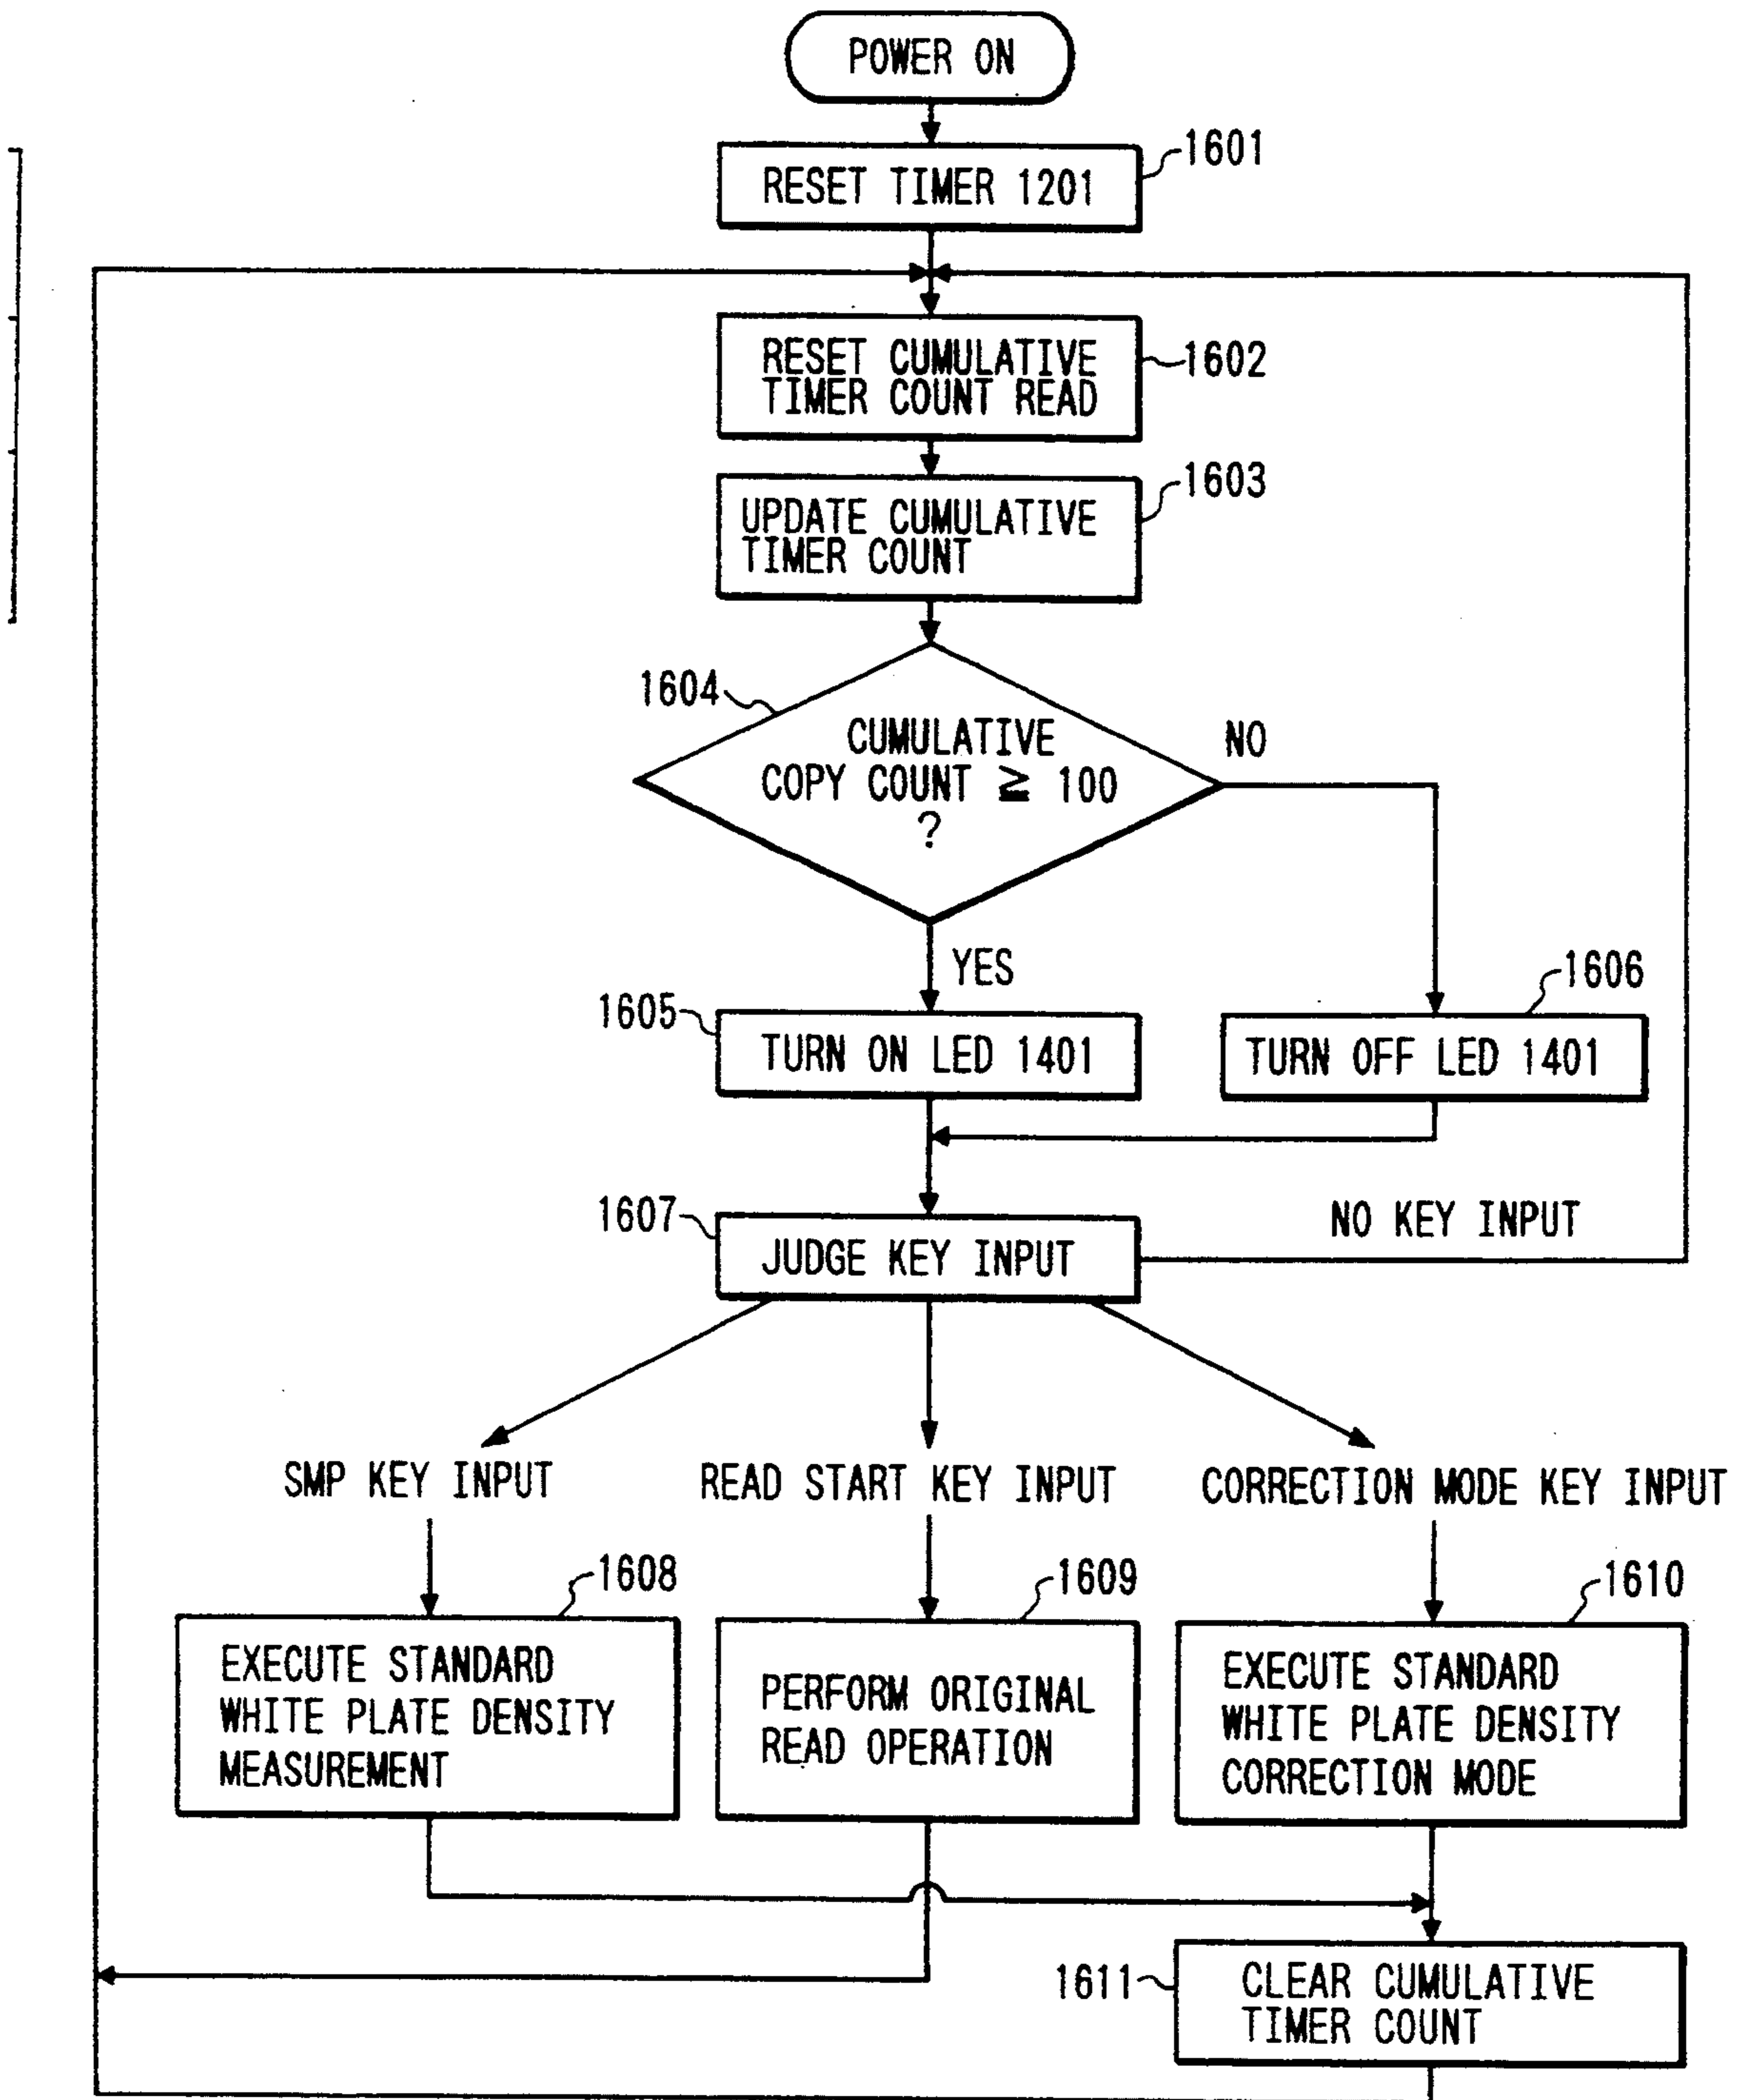 POWER ON
1601
RESET TIMER 1201
RESET CUMULATIVE
TIMER COUNT READ
1602
1603
UPDATE CUMULATIVE
TIMER COUNT
1604
CUMULATIVE
COPY COUNT ≧ 100
?
NO
YES
1605
TURN ON LED 1401
1606
TURN OFF LED 1401
1607
JUDGE KEY INPUT
NO KEY INPUT
SMP KEY INPUT
READ START KEY INPUT
CORRECTION MODE KEY INPUT
1608
EXECUTE STANDARD
WHITE PLATE DENSITY
MEASUREMENT
1609
PERFORM ORIGINAL
READ OPERATION
1610
EXECUTE STANDARD
WHITE PLATE DENSITY
CORRECTION MODE
1611
CLEAR CUMULATIVE
TIMER COUNT